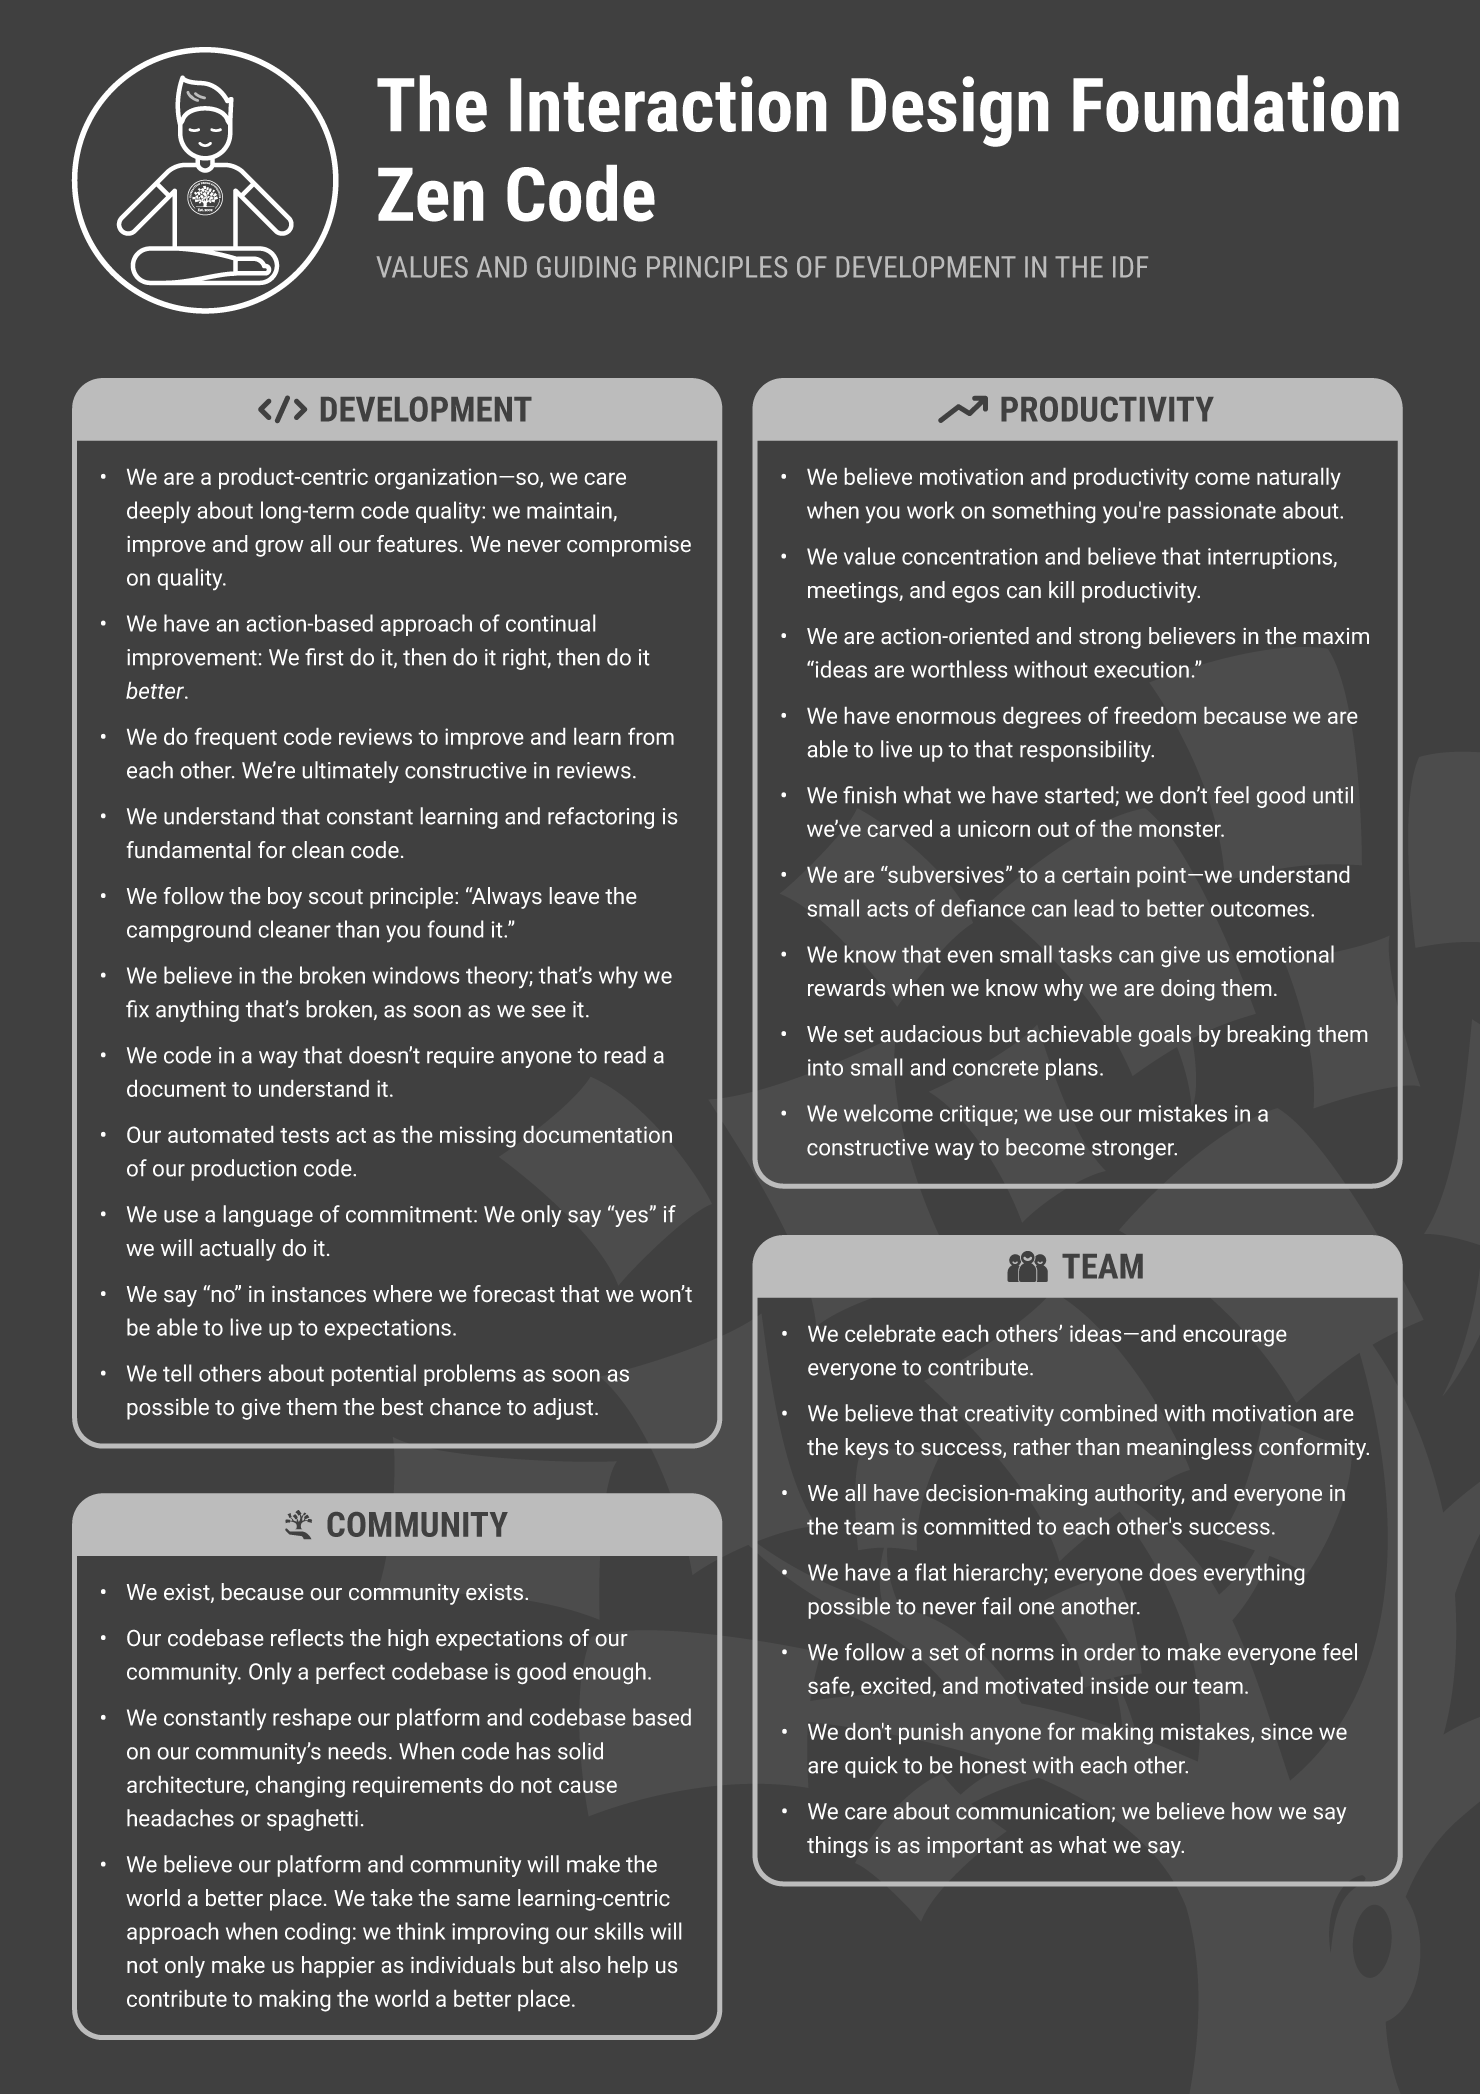 The Interaction Design Foundation
Zen Code
VALUES AND GUIDING PRINCIPLES OF DEVELOPMENT IN THE IDF
</> DEVELOPMENT
• We are a product-centric organization—so, we care
deeply about long-term code quality: we maintain,
improve and grow all our features. We never compromise
on quality.
• We have an action-based approach of continual
improvement: We first do it, then do it right, then do it
better.
• We do frequent code reviews to improve and learn from
each other. We’re ultimately constructive in reviews.
• We understand that constant learning and refactoring is
fundamental for clean code.
• We follow the boy scout principle: “Always leave the
campground cleaner than you found it.”
• We believe in the broken windows theory; that’s why we
fix anything that’s broken, as soon as we see it.
• We code in a way that doesn’t require anyone to read a
document to understand it.
• Our automated tests act as the missing documentation
of our production code.
• We use a language of commitment: We only say “yes” if
we will actually do it.
• We say “no” in instances where we forecast that we won’t
be able to live up to expectations.
• We tell others about potential problems as soon as
possible to give them the best chance to adjust.
COMMUNITY
• We exist, because our community exists.
• Our codebase reflects the high expectations of our
community. Only a perfect codebase is good enough.
• We constantly reshape our platform and codebase based
on our community’s needs. When code has solid
architecture, changing requirements do not cause
headaches or spaghetti.
• We believe our platform and community will make the
world a better place. We take the same learning-centric
approach when coding: we think improving our skills will
not only make us happier as individuals but also help us
contribute to making the world a better place.
PRODUCTIVITY
• We believe motivation and productivity come naturally
when you work on something you're passionate about.
• We value concentration and believe that interruptions,
meetings, and egos can kill productivity.
• We are action-oriented and strong believers in the maxim
“ideas are worthless without execution.”
• We have enormous degrees of freedom because we are
able to live up to that responsibility.
• We finish what we have started; we don’t feel good until
we’ve carved a unicorn out of the monster.
• We are “subversives” to a certain point—we understand
small acts of defiance can lead to better outcomes.
• We know that even small tasks can give us emotional
rewards when we know why we are doing them.
• We set audacious but achievable goals by breaking them
into small and concrete plans.
• We welcome critique; we use our mistakes in a
constructive way to become stronger.
TEAM
• We celebrate each others’ ideas—and encourage
everyone to contribute.
• We believe that creativity combined with motivation are
the keys to success, rather than meaningless conformity.
• We all have decision-making authority, and everyone in
the team is committed to each other's success.
• We have a flat hierarchy; everyone does everything
possible to never fail one another.
• We follow a set of norms in order to make everyone feel
safe, excited, and motivated inside our team.
• We don't punish anyone for making mistakes, since we
are quick to be honest with each other.
• We care about communication; we believe how we say
things is as important as what we say.